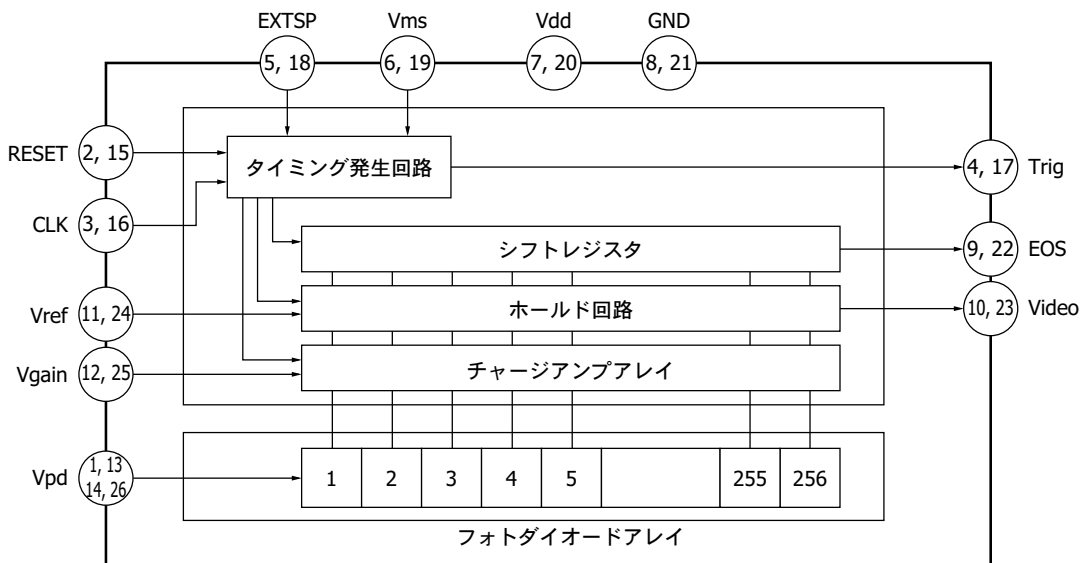 EXTSP Vms Vdd GND
5, 18 6, 19 7, 20 8, 21
RESET 2, 15 タイミング発生回路 4, 17 Trig
CLK 3, 16
シフトレジスタ 9, 22 EOS
Vref 11, 24 ホールド回路 10, 23 Video
Vgain 12, 25 チャージアンプアレイ
Vpd 1, 13
14, 26
1 2 3 4 5 255 256
フォトダイオードアレイ